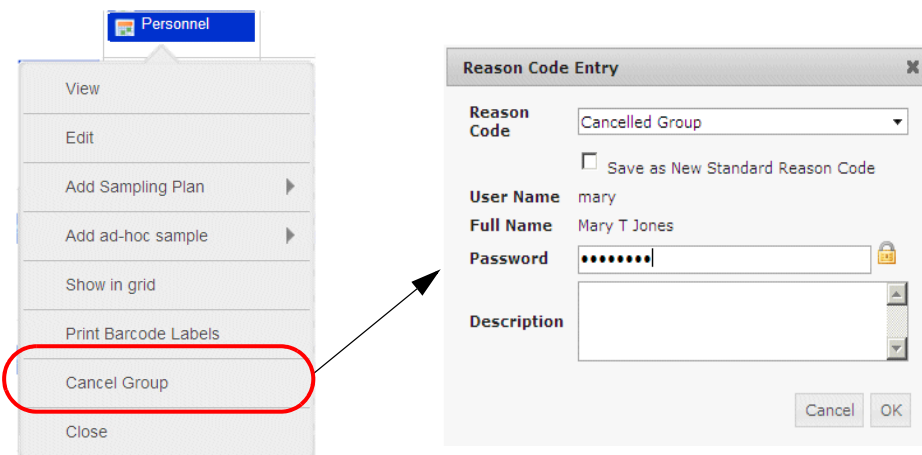 Personnel
View
Edit
Add Sampling Plan
Add ad-hoc sample
Show in grid
Print Barcode Labels
Cancel Group
Close
Reason Code Entry
Reason
Code
Cancelled Group
Save as New Standard Reason Code
User Name mary
Full Name Mary T Jones
Password ••••••••
Description
Cancel OK